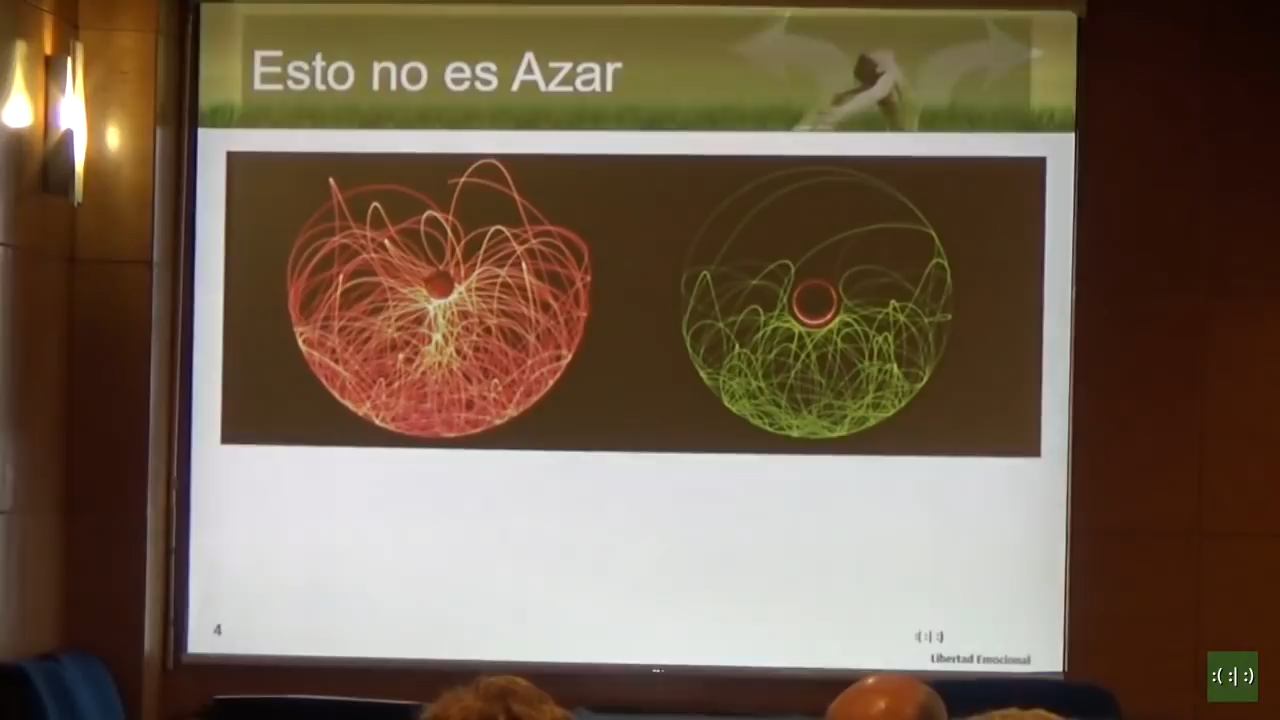 Esto no es Azar
4
:(:|:)
Libertad Emocional
:( :| :)